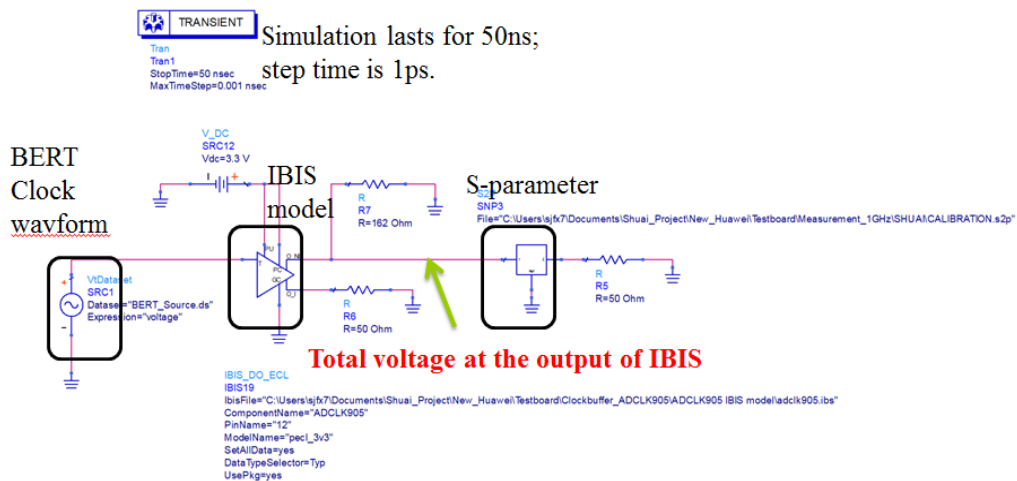 TRANSIENT
Tran
Tran1
StopTime=50 nsec
MaxTimeStep=0.001 nsec
Simulation lasts for 50ns;
step time is 1ps.
BERT
Clock
wavform
V_DC
SRC12
Vdc=3.3 V
IBIS
model
R
R7
R=162 Ohm
S-parameter
SNP3
File="C:\Users\sjfx7\Documents\Shuai_Project\New_Huawei\Testboard\Measurement_1GHz\SHUAI\CALIBRATION.s2p"
VtDataset
SRC1
Dataset="BERT_Source.ds"
Expression="voltage"
PU
T
PC
GC
R
R6
R=50 Ohm
R
R5
R=50 Ohm
Total voltage at the output of IBIS
IBIS_DO_ECL
IBIS19
IbisFile="C:\Users\sjfx7\Documents\Shuai_Project\New_Huawei\Testboard\Clockbuffer_ADCLK905\ADCLK905 IBIS model\adclk905.ibs"
ComponentName="ADCLK905"
PinName="12"
ModelName="pecl_3v3"
SetAllData=yes
DataTypeSelector=Typ
UsePkg=yes